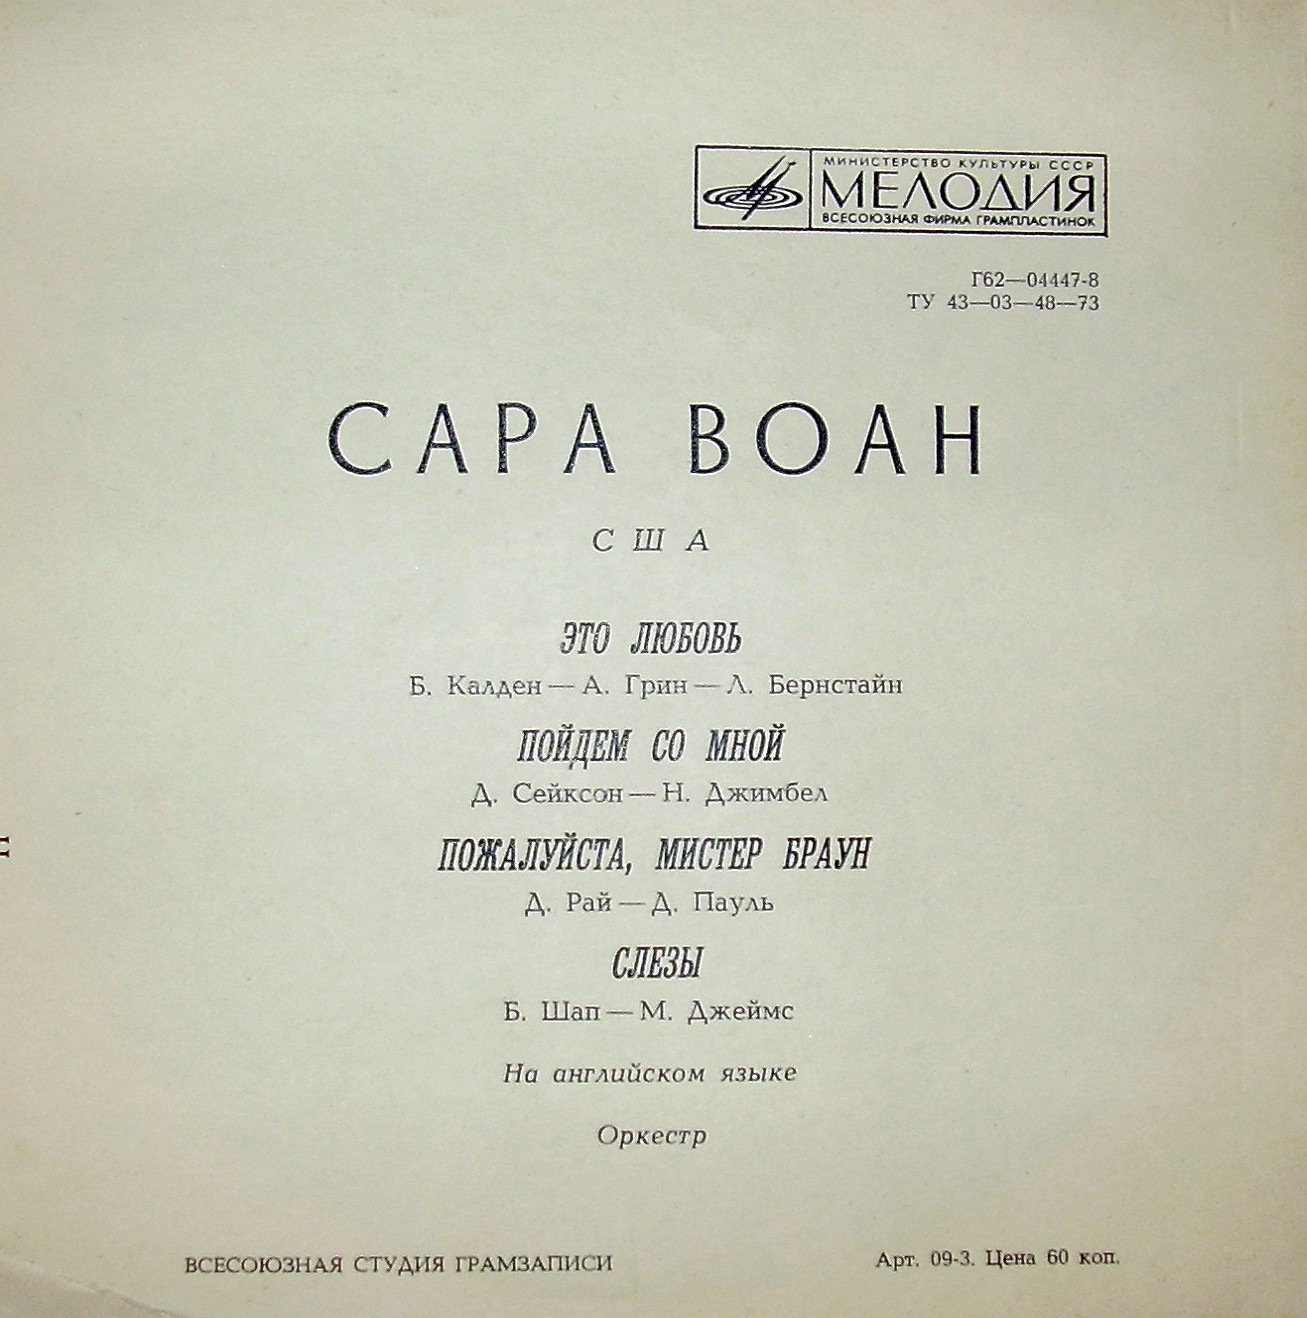 МИНИСТЕРСТВО КУЛЬТУРЫ СССР
МЕЛОДИЯ
ВСЕСОЮЗНАЯ ФИРМА ГРАМПЛАСТИНОК
Г62—04447-8
ТУ 43—03—48—73
САРА ВОАН
США
ЭТО ЛЮБОВЬ
Б. Калден — А. Грин — Л. Бернстайн
ПОЙДЕМ СО МНОЙ
Д. Сейксон — Н. Джимбел
ПОЖАЛУЙСТА, МИСТЕР БРАУН
Д. Рай — Д. Пауль
СЛЕЗЫ
Б. Шап — М. Джеймс
На английском языке
Оркестр
ВСЕСОЮЗНАЯ СТУДИЯ ГРАМЗАПИСИ
Арт. 09-3. Цена 60 коп.